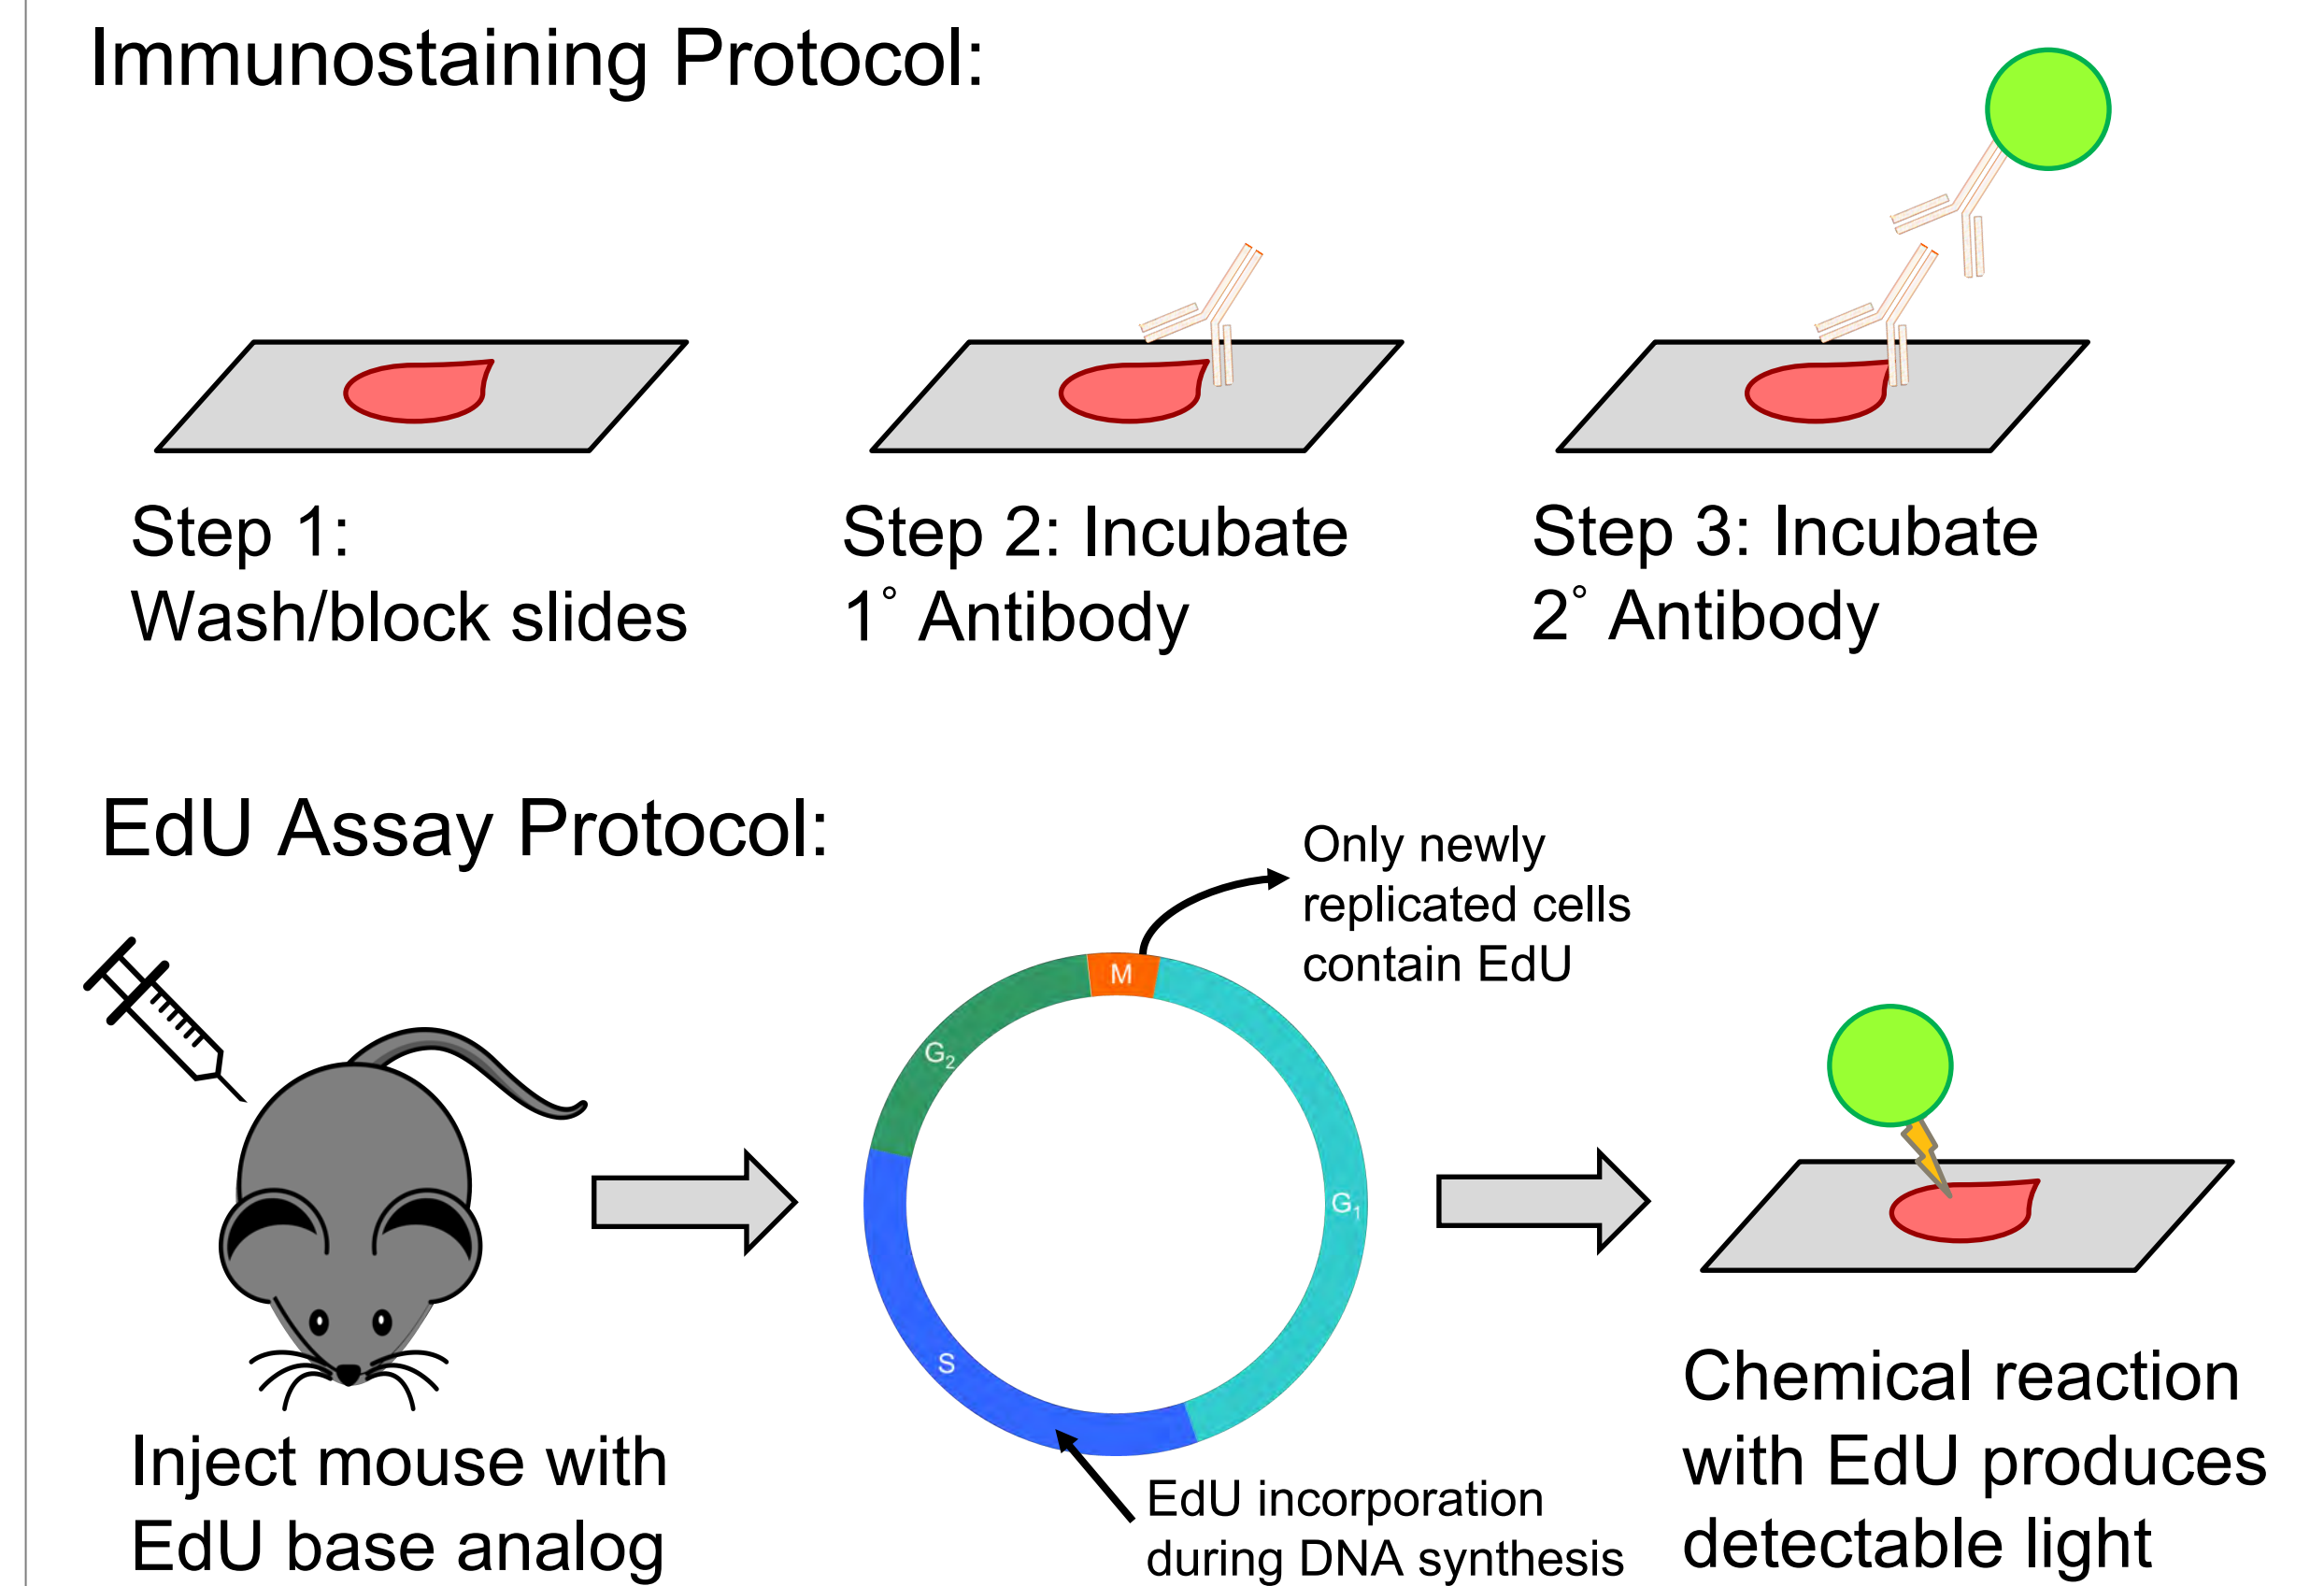 Immunostaining Protocol:
Step 1:
Wash/block slides
Step 2: Incubate
1° Antibody
Step 3: Incubate
2° Antibody
EdU Assay Protocol:
Only newly
replicated cells
contain EdU
M
G₂
G₁
S
Inject mouse with
EdU base analog
EdU incorporation
during DNA synthesis
Chemical reaction
with EdU produces
detectable light